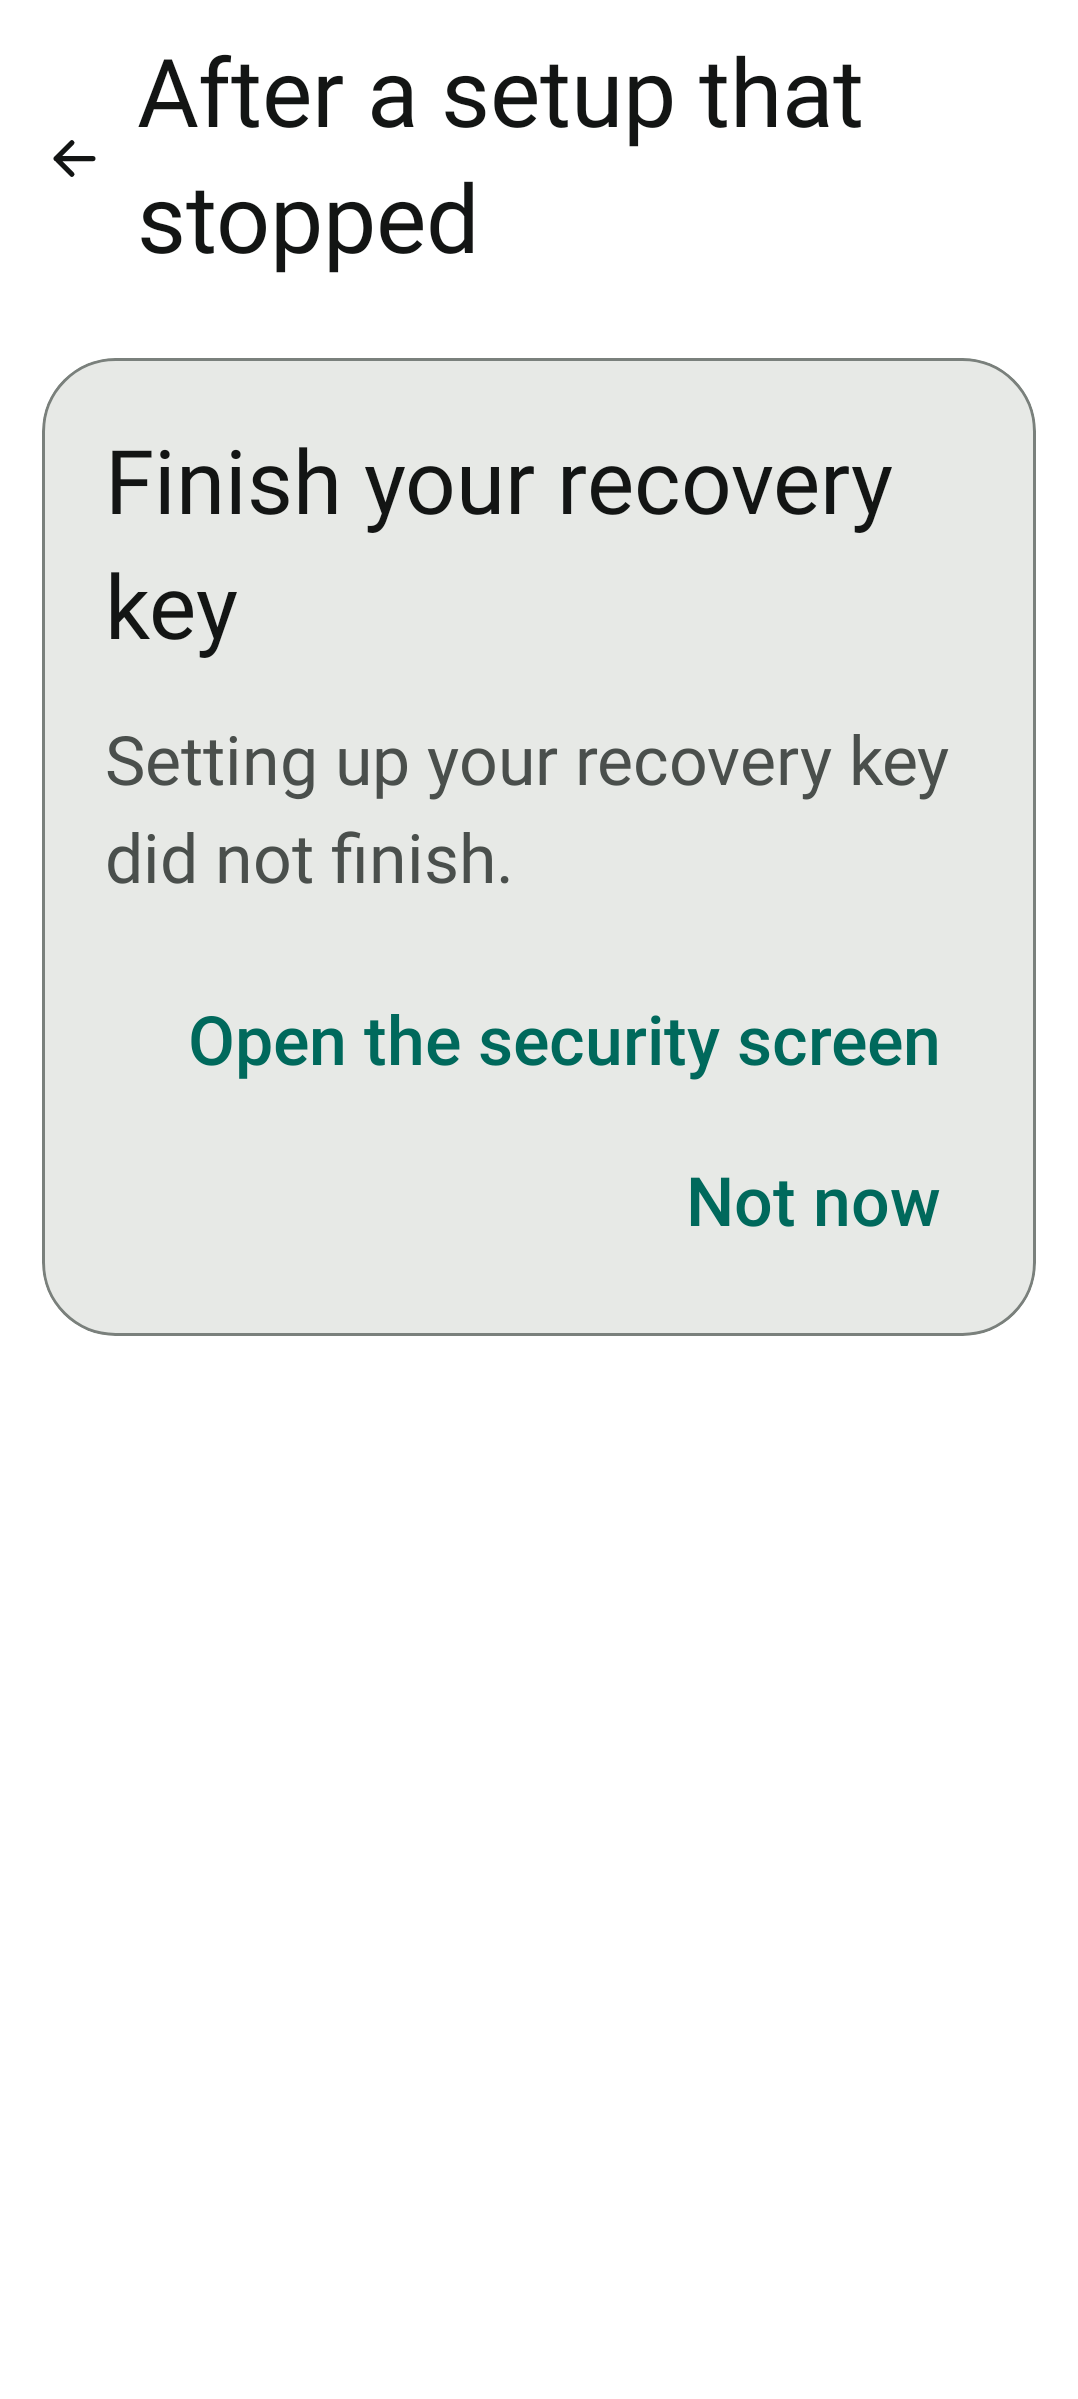 After a setup that
stopped
Finish your recovery
key
Setting up your recovery key
did not finish.
Open the security screen
Not now